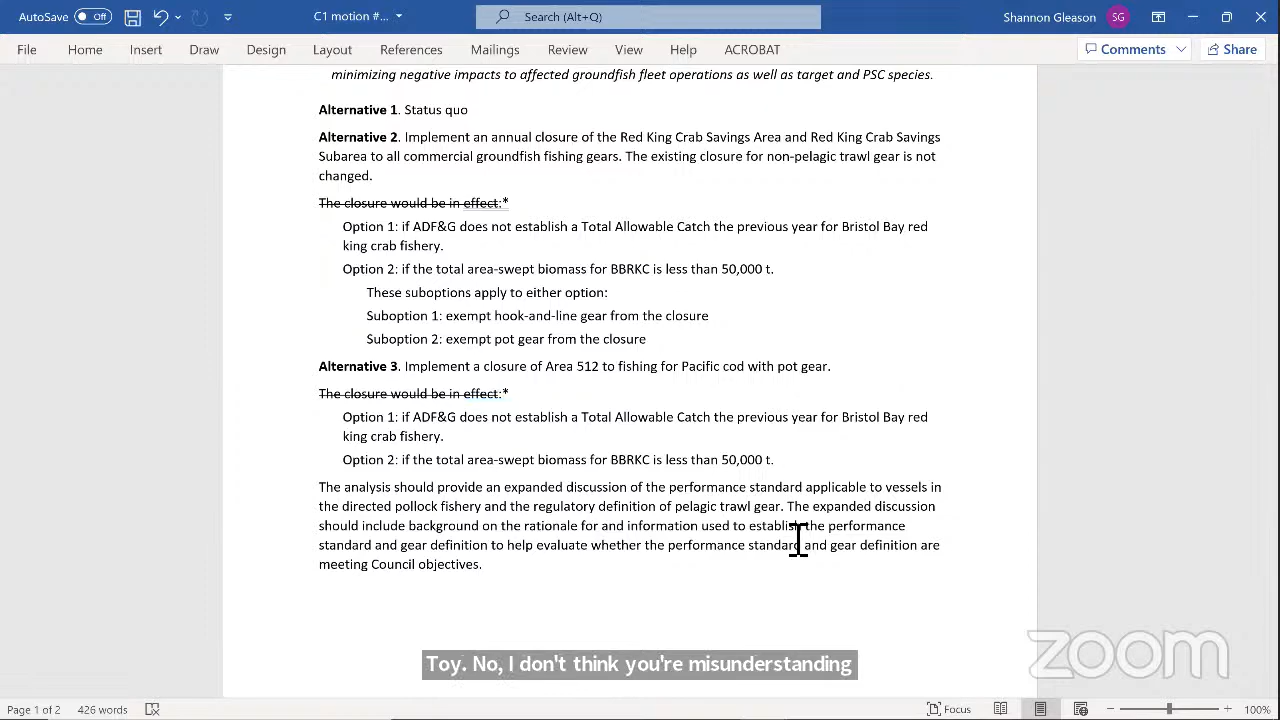 AutoSave Off C1 motion #... Search (Alt+Q) Shannon Gleason SG
File Home Insert Draw Design Layout References Mailings Review View Help ACROBAT Comments Share
minimizing negative impacts to affected groundfish fleet operations as well as target and PSC species.
Alternative 1. Status quo
Alternative 2. Implement an annual closure of the Red King Crab Savings Area and Red King Crab Savings
Subarea to all commercial groundfish fishing gears. The existing closure for non-pelagic trawl gear is not
changed.
The closure would be in effect:*
Option 1: if ADF&G does not establish a Total Allowable Catch the previous year for Bristol Bay red
king crab fishery.
Option 2: if the total area-swept biomass for BBRKC is less than 50,000 t.
These suboptions apply to either option:
Suboption 1: exempt hook-and-line gear from the closure
Suboption 2: exempt pot gear from the closure
Alternative 3. Implement a closure of Area 512 to fishing for Pacific cod with pot gear.
The closure would be in effect:*
Option 1: if ADF&G does not establish a Total Allowable Catch the previous year for Bristol Bay red
king crab fishery.
Option 2: if the total area-swept biomass for BBRKC is less than 50,000 t.
The analysis should provide an expanded discussion of the performance standard applicable to vessels in
the directed pollock fishery and the regulatory definition of pelagic trawl gear. The expanded discussion
should include background on the rationale for and information used to establish the performance
standard and gear definition to help evaluate whether the performance standard and gear definition are
meeting Council objectives.
Toy. No, I don't think you're misunderstanding
zoom
Page 1 of 2 426 words Focus 100%